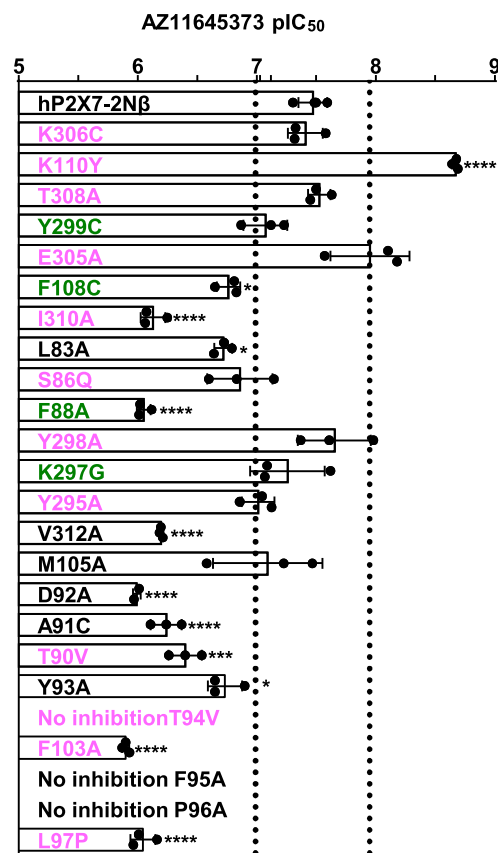 AZ11645373 pIC50
5 6 7 8 9
hP2X7-2Nβ
K306C
K110Y ****
T308A
Y299C
E305A
F108C *
I310A ****
L83A *
S86Q
F88A ****
Y298A
K297G
Y295A
V312A ****
M105A
D92A ****
A91C ****
T90V ***
Y93A *
No inhibitionT94V
F103A ****
No inhibition F95A
No inhibition P96A
L97P ****